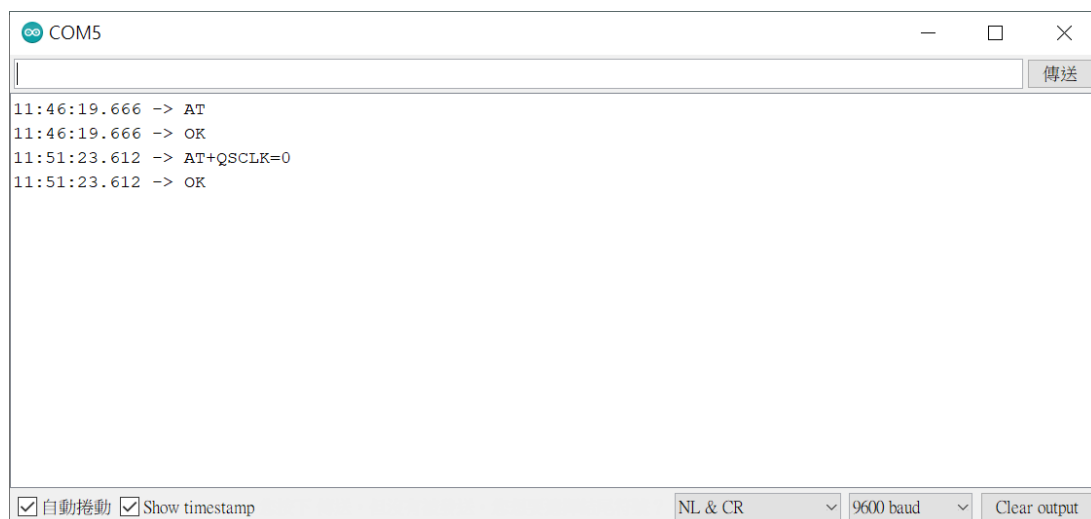 COM5
傳送
11:46:19.666 -> AT
11:46:19.666 -> OK
11:51:23.612 -> AT+QSCLK=0
11:51:23.612 -> OK
自動捲動 Show timestamp NL & CR 9600 baud Clear output